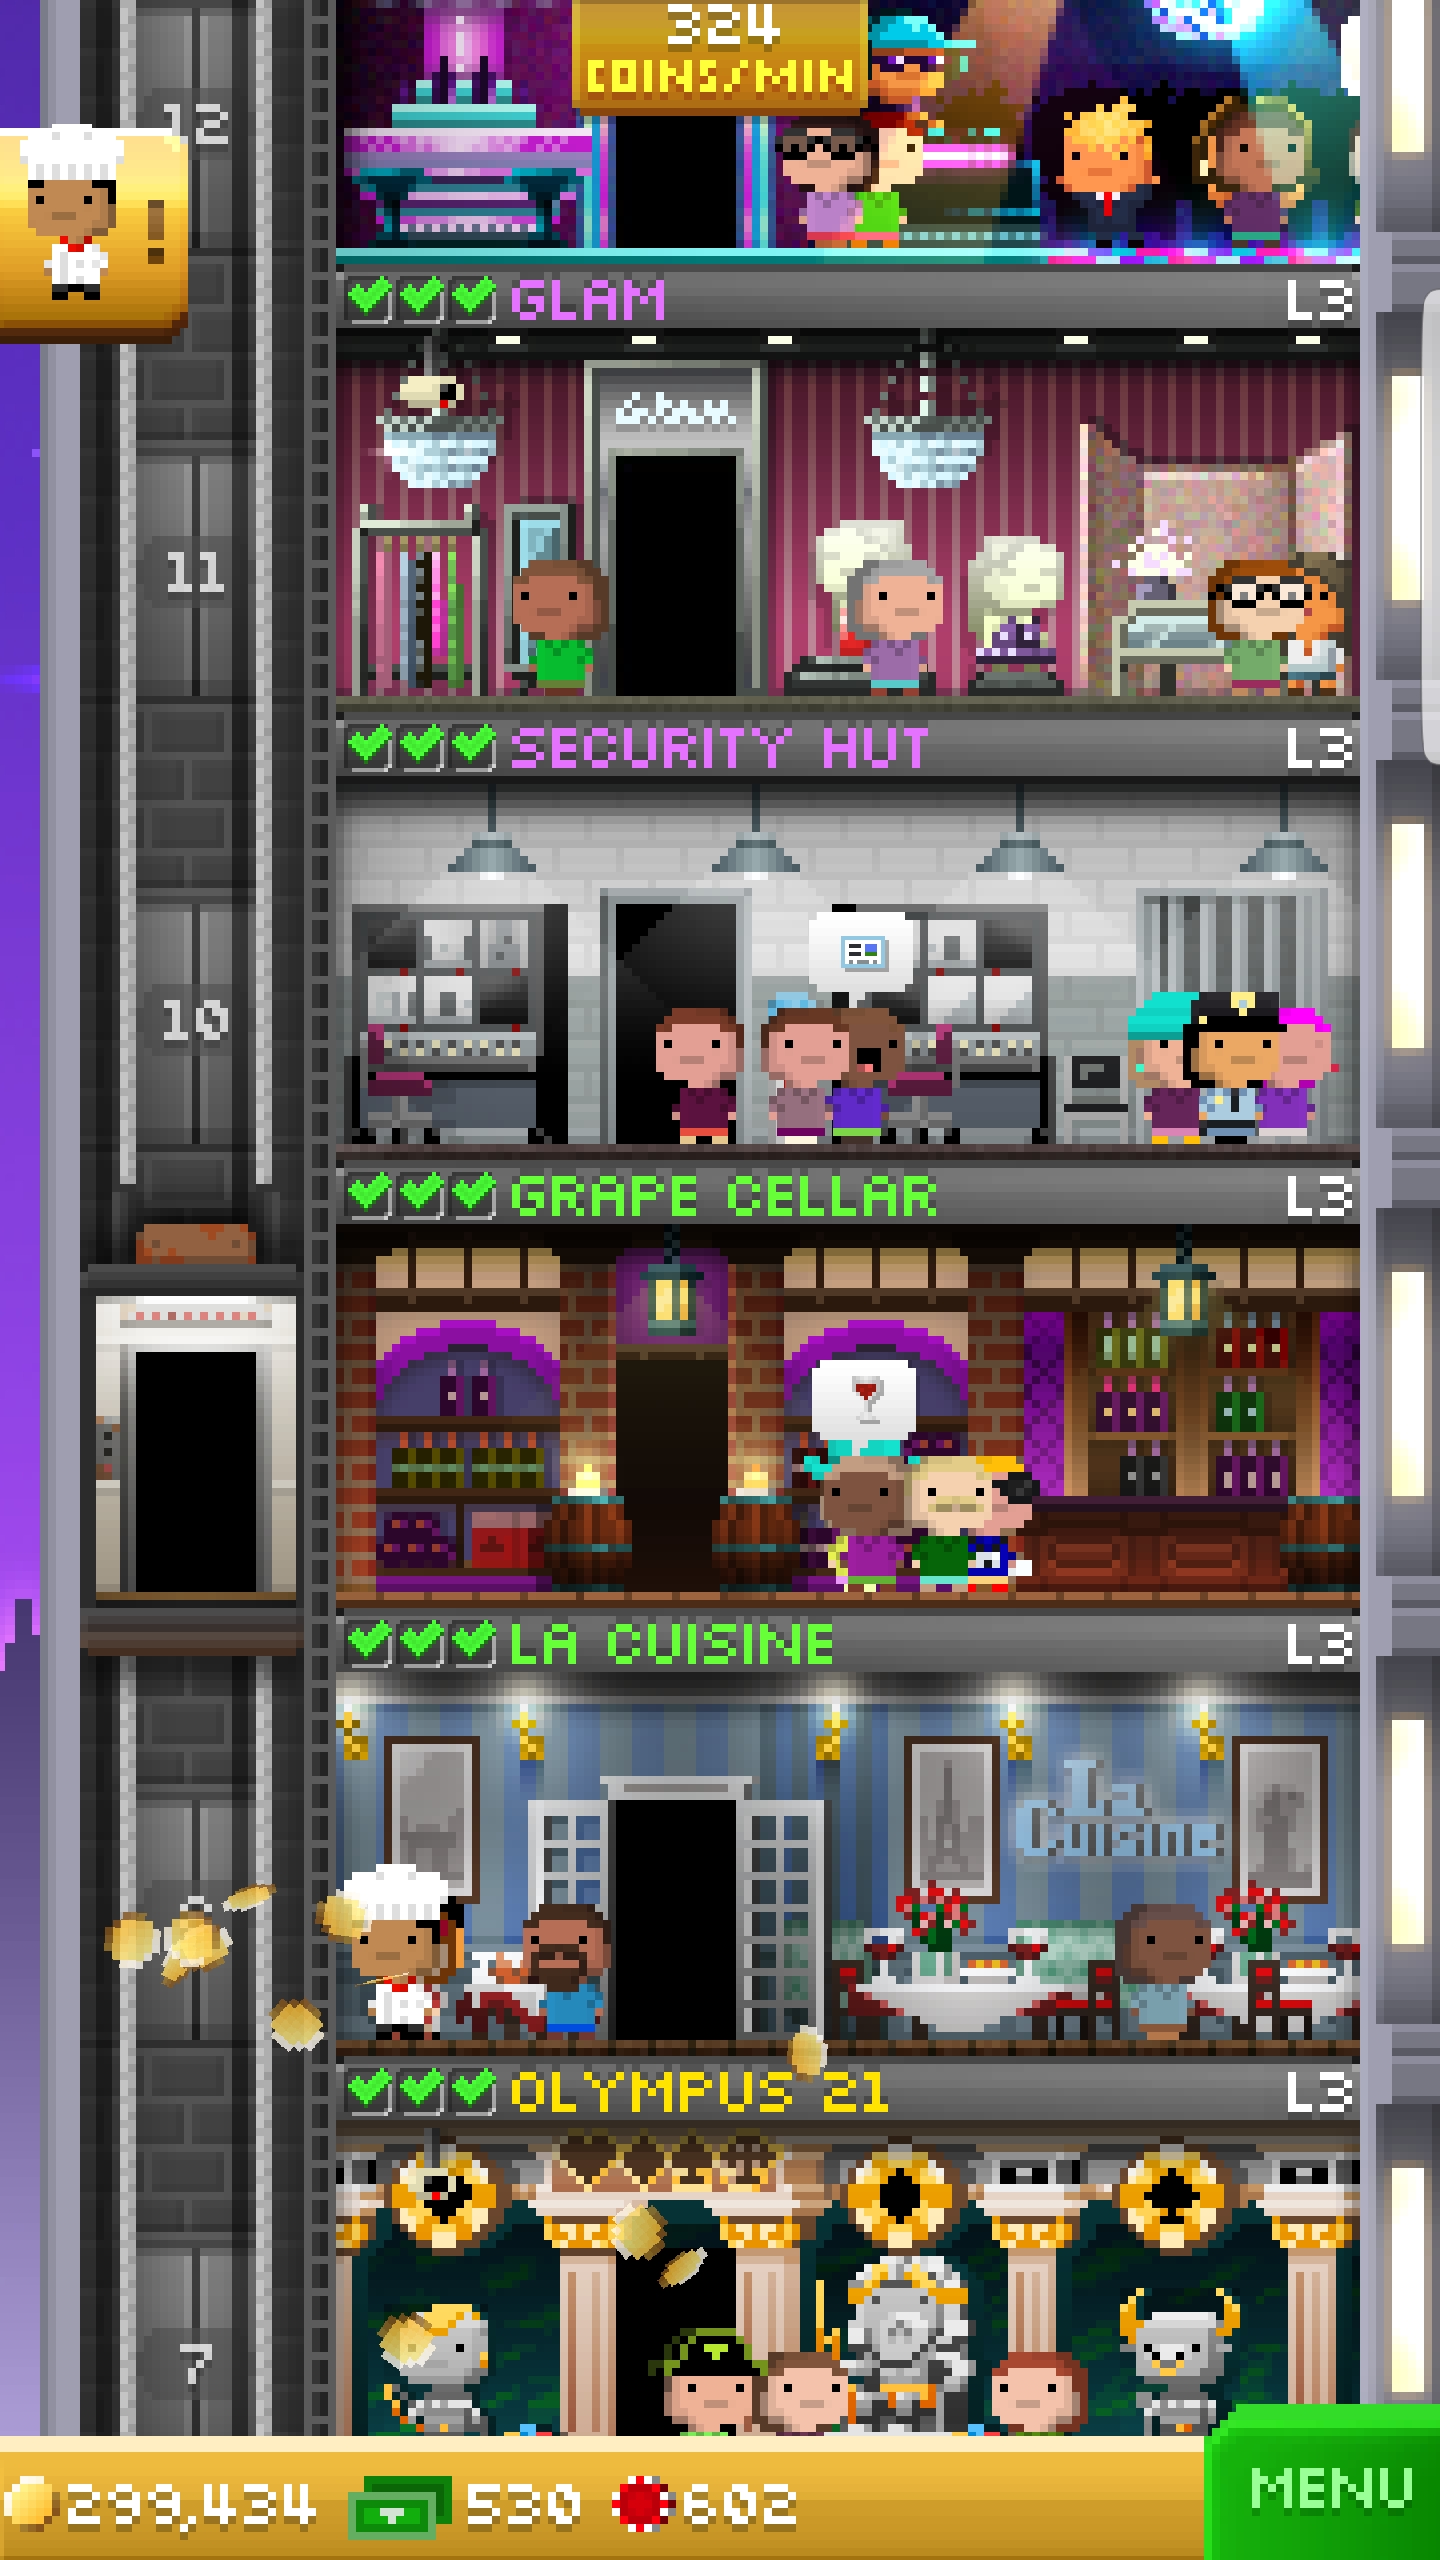 324
COINS/MIN
12
!
GLAM L3
Glam
11
SECURITY HUT L3
10
GRAPE CELLAR L3
LA CUISINE L3
La
Cuisine
OLYMPUS 21 L3
7
299,434 530 602
MENU